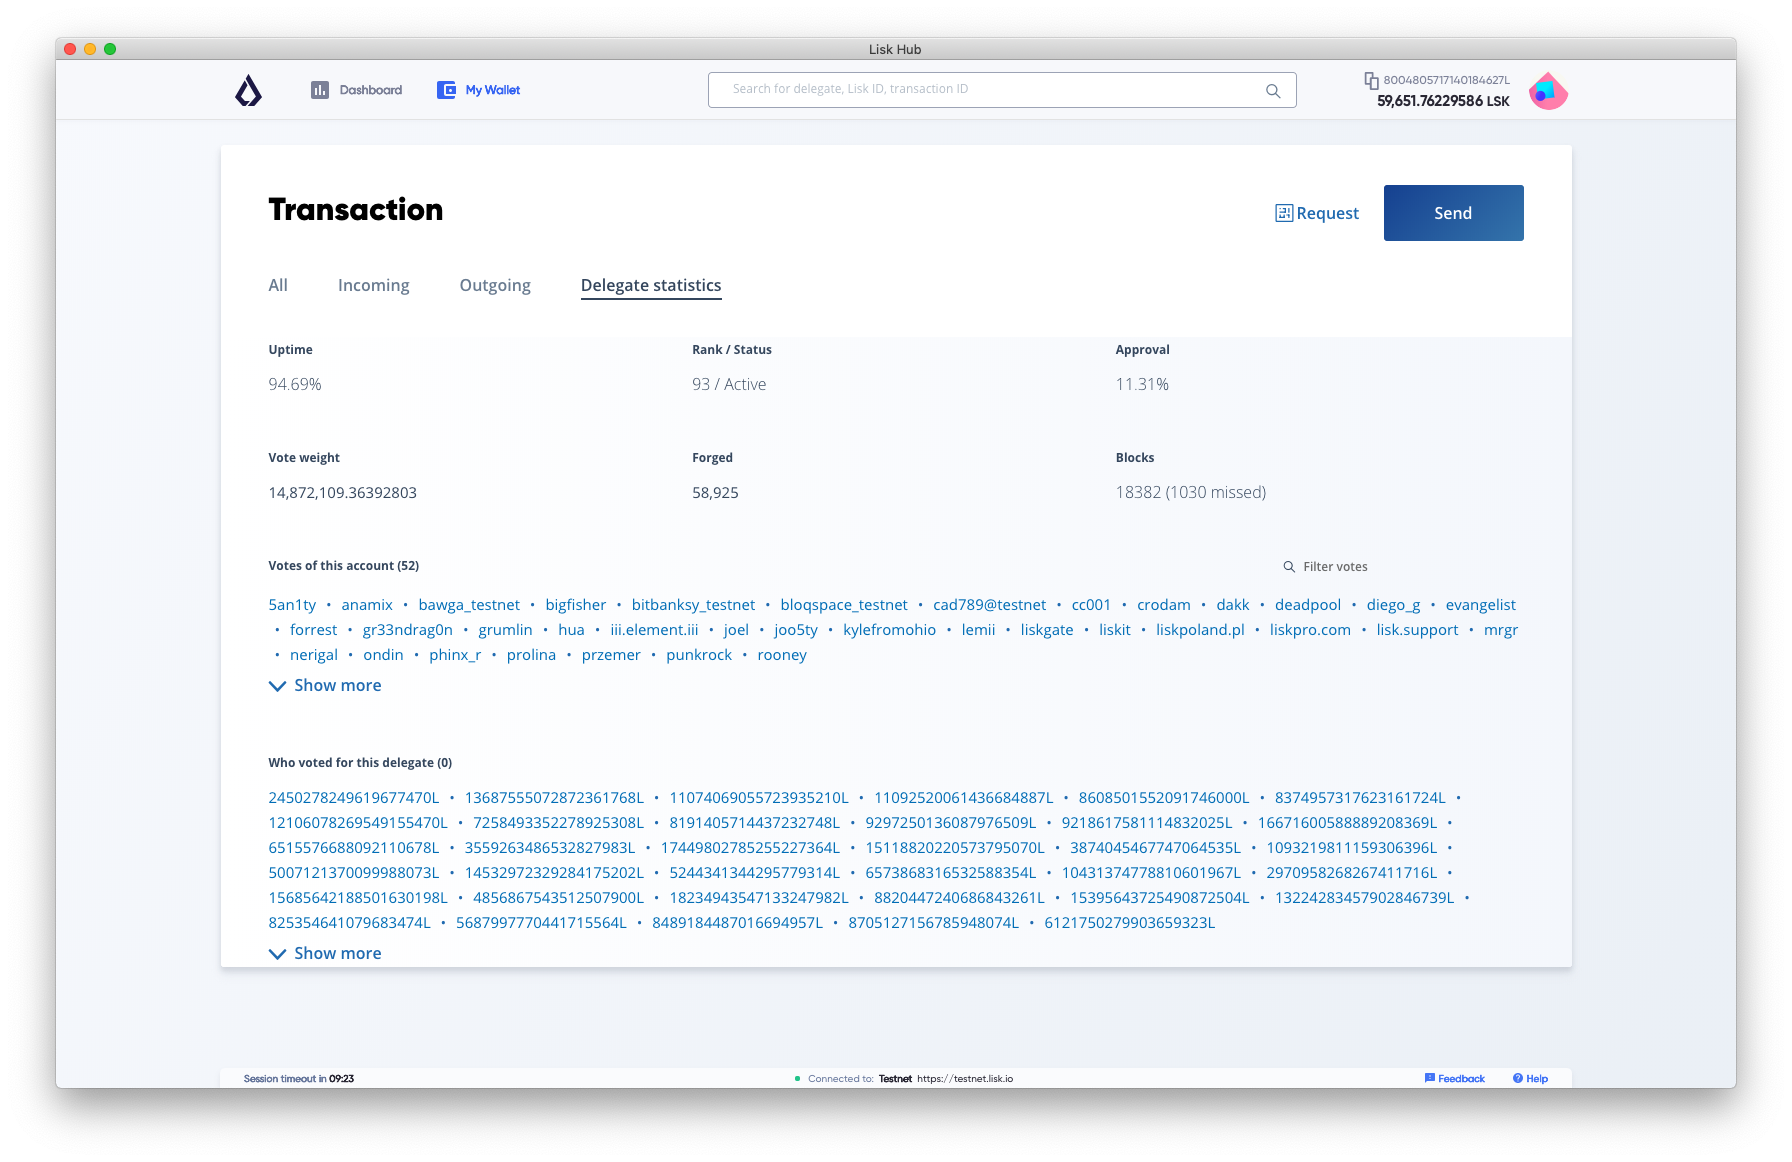 Lisk Hub
Dashboard My Wallet Search for delegate, Lisk ID, transaction ID 8004805717140184627L
59,651.76229586 LSK
Transaction Request Send
All Incoming Outgoing Delegate statistics
Uptime Rank / Status Approval
94.69% 93 / Active 11.31%
Vote weight Forged Blocks
14,872,109.36392803 58,925 18382 (1030 missed)
Votes of this account (52) Filter votes
5an1ty • anamix • bawga_testnet • bigfisher • bitbanksy_testnet • bloqspace_testnet • cad789@testnet • cc001 • crodam • dakk • deadpool • diego_g • evangelist
• forrest • gr33ndrag0n • grumlin • hua • iii.element.iii • joel • joo5ty • kylefromohio • lemii • liskgate • liskit • liskpoland.pl • liskpro.com • lisk.support • mrgr
• nerigal • ondin • phinx_r • prolina • przemer • punkrock • rooney
Show more
Who voted for this delegate (0)
2450278249619677470L • 13687555072872361768L • 11074069055723935210L • 11092520061436684887L • 8608501552091746000L • 8374957317623161724L •
12106078269549155470L • 7258493352278925308L • 8191405714437232748L • 9297250136087976509L • 9218617581114832025L • 16671600588889208369L •
6515576688092110678L • 3559263486532827983L • 17449802785255227364L • 15118820220573795070L • 3874045467747064535L • 1093219811159306396L •
5007121370099988073L • 14532972329284175202L • 5244341344295779314L • 6573868316532588354L • 10431374778810601967L • 2970958268267411716L •
15685642188501630198L • 4856867543512507900L • 18234943547133247982L • 8820447240686843261L • 15395643725490872504L • 13224283457902846739L •
825354641079683474L • 5687997770441715564L • 8489184487016694957L • 870512715678594807​4L • 6121750279903659323L
Show more
Session timeout in 09:23 Connected to: Testnet https://testnet.lisk.io Feedback Help